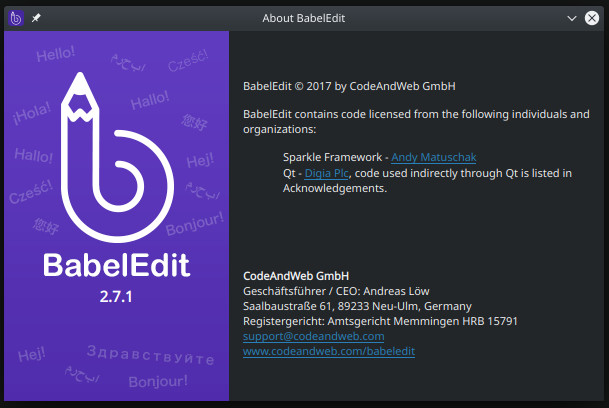 About BabelEdit
Hello!
Cześć!
¡Hola!
Hallo!
您好
Hallo!
Hej!
Cześć!
您好
Bonjour!
BabelEdit
2.7.1
Hej!
Здравствуйте
Bonjour!
BabelEdit © 2017 by CodeAndWeb GmbH
BabelEdit contains code licensed from the following individuals and
organizations:
Sparkle Framework - Andy Matuschak
Qt - Digia Plc, code used indirectly through Qt is listed in
Acknowledgements.
CodeAndWeb GmbH
Geschäftsführer / CEO: Andreas Löw
Saalbaustraße 61, 89233 Neu-Ulm, Germany
Registergericht: Amtsgericht Memmingen HRB 15791
support@codeandweb.com
www.codeandweb.com/babeledit